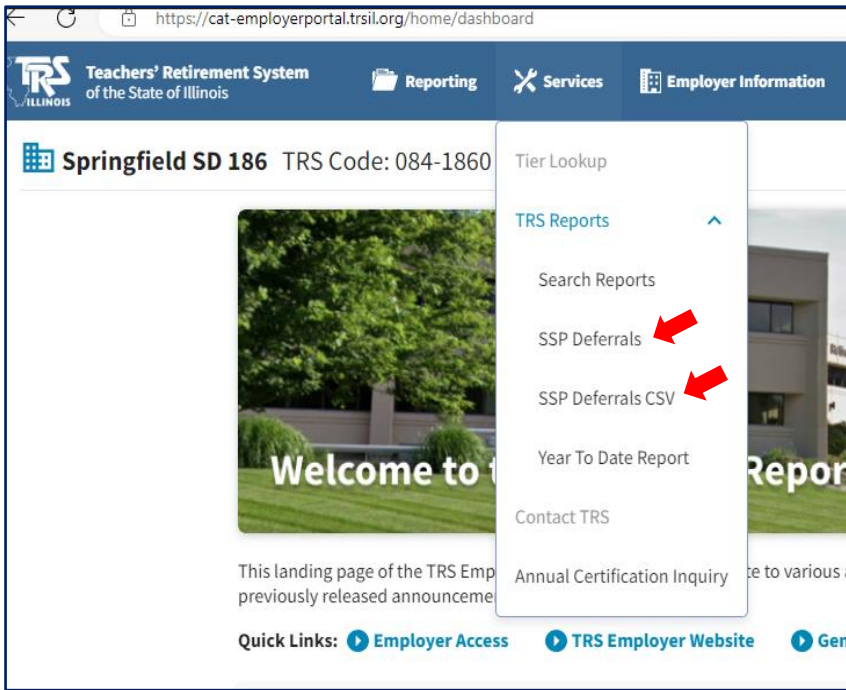 https://cat-employerportal.trsil.org/home/dashboard
TRS
ILLINOIS
Teachers' Retirement System
of the State of Illinois
Reporting
Services
Employer Information
Springfield SD 186 TRS Code: 084-1860
Tier Lookup
TRS Reports
Search Reports
SSP Deferrals
SSP Deferrals CSV
Year To Date Report
Contact TRS
Annual Certification Inquiry
Welcome to
Repor
This landing page of the TRS Emp
te to various
previously released announceme
Quick Links: Employer Access TRS Employer Website Ger